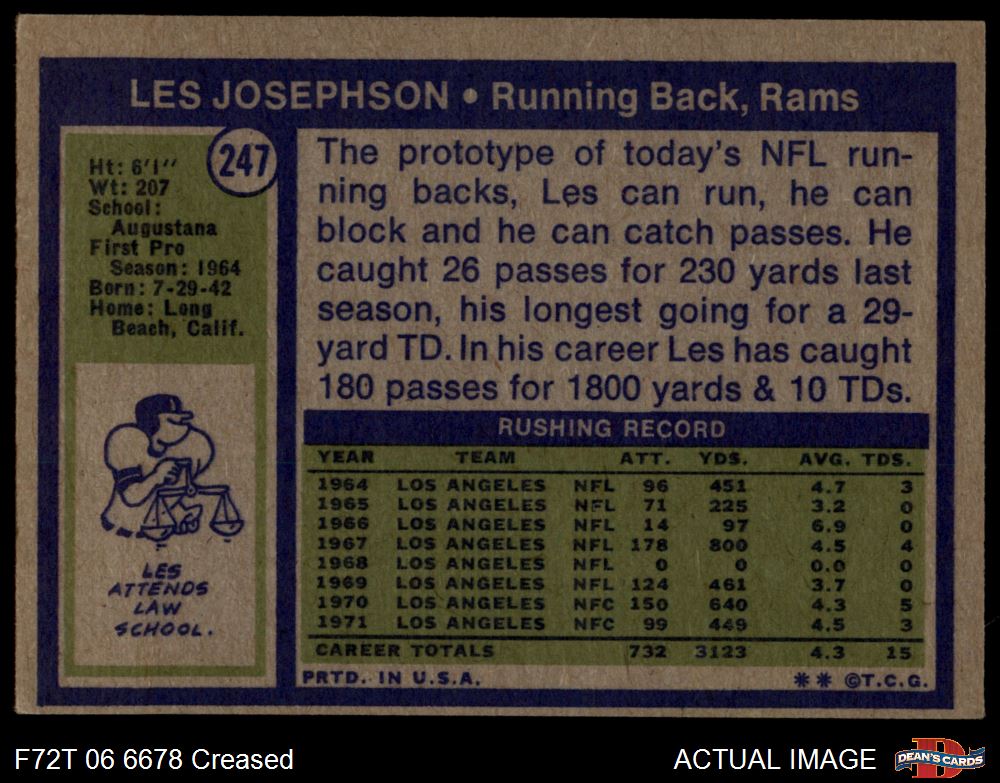 LES JOSEPHSON • Running Back, Rams
247
Ht: 6'1"
Wt: 207
School:
Augustana
First Pro
Season: 1964
Born: 7-29-42
Home: Long
Beach, Calif.
LES
ATTENDS
LAW
SCHOOL.
The prototype of today's NFL run-
ning backs, Les can run, he can
block and he can catch passes. He
caught 26 passes for 230 yards last
season, his longest going for a 29-
yard TD. In his career Les has caught
180 passes for 1800 yards & 10 TDs.
RUSHING RECORD
YEAR TEAM ATT. YDS. AVG. TDS.
1964 LOS ANGELES NFL 96 451 4.7 3
1965 LOS ANGELES NFL 71 225 3.2 0
1966 LOS ANGELES NFL 14 97 6.9 0
1967 LOS ANGELES NFL 178 800 4.5 4
1968 LOS ANGELES NFL 0 0 0.0 0
1969 LOS ANGELES NFL 124 461 3.7 0
1970 LOS ANGELES NFC 150 640 4.3 5
1971 LOS ANGELES NFC 99 449 4.5 3
CAREER TOTALS 732 3123 4.3 15
PRTD. IN U.S.A. ** ©T.C.G.
F72T 06 6678 Creased ACTUAL IMAGE D DEAN'S CARDS